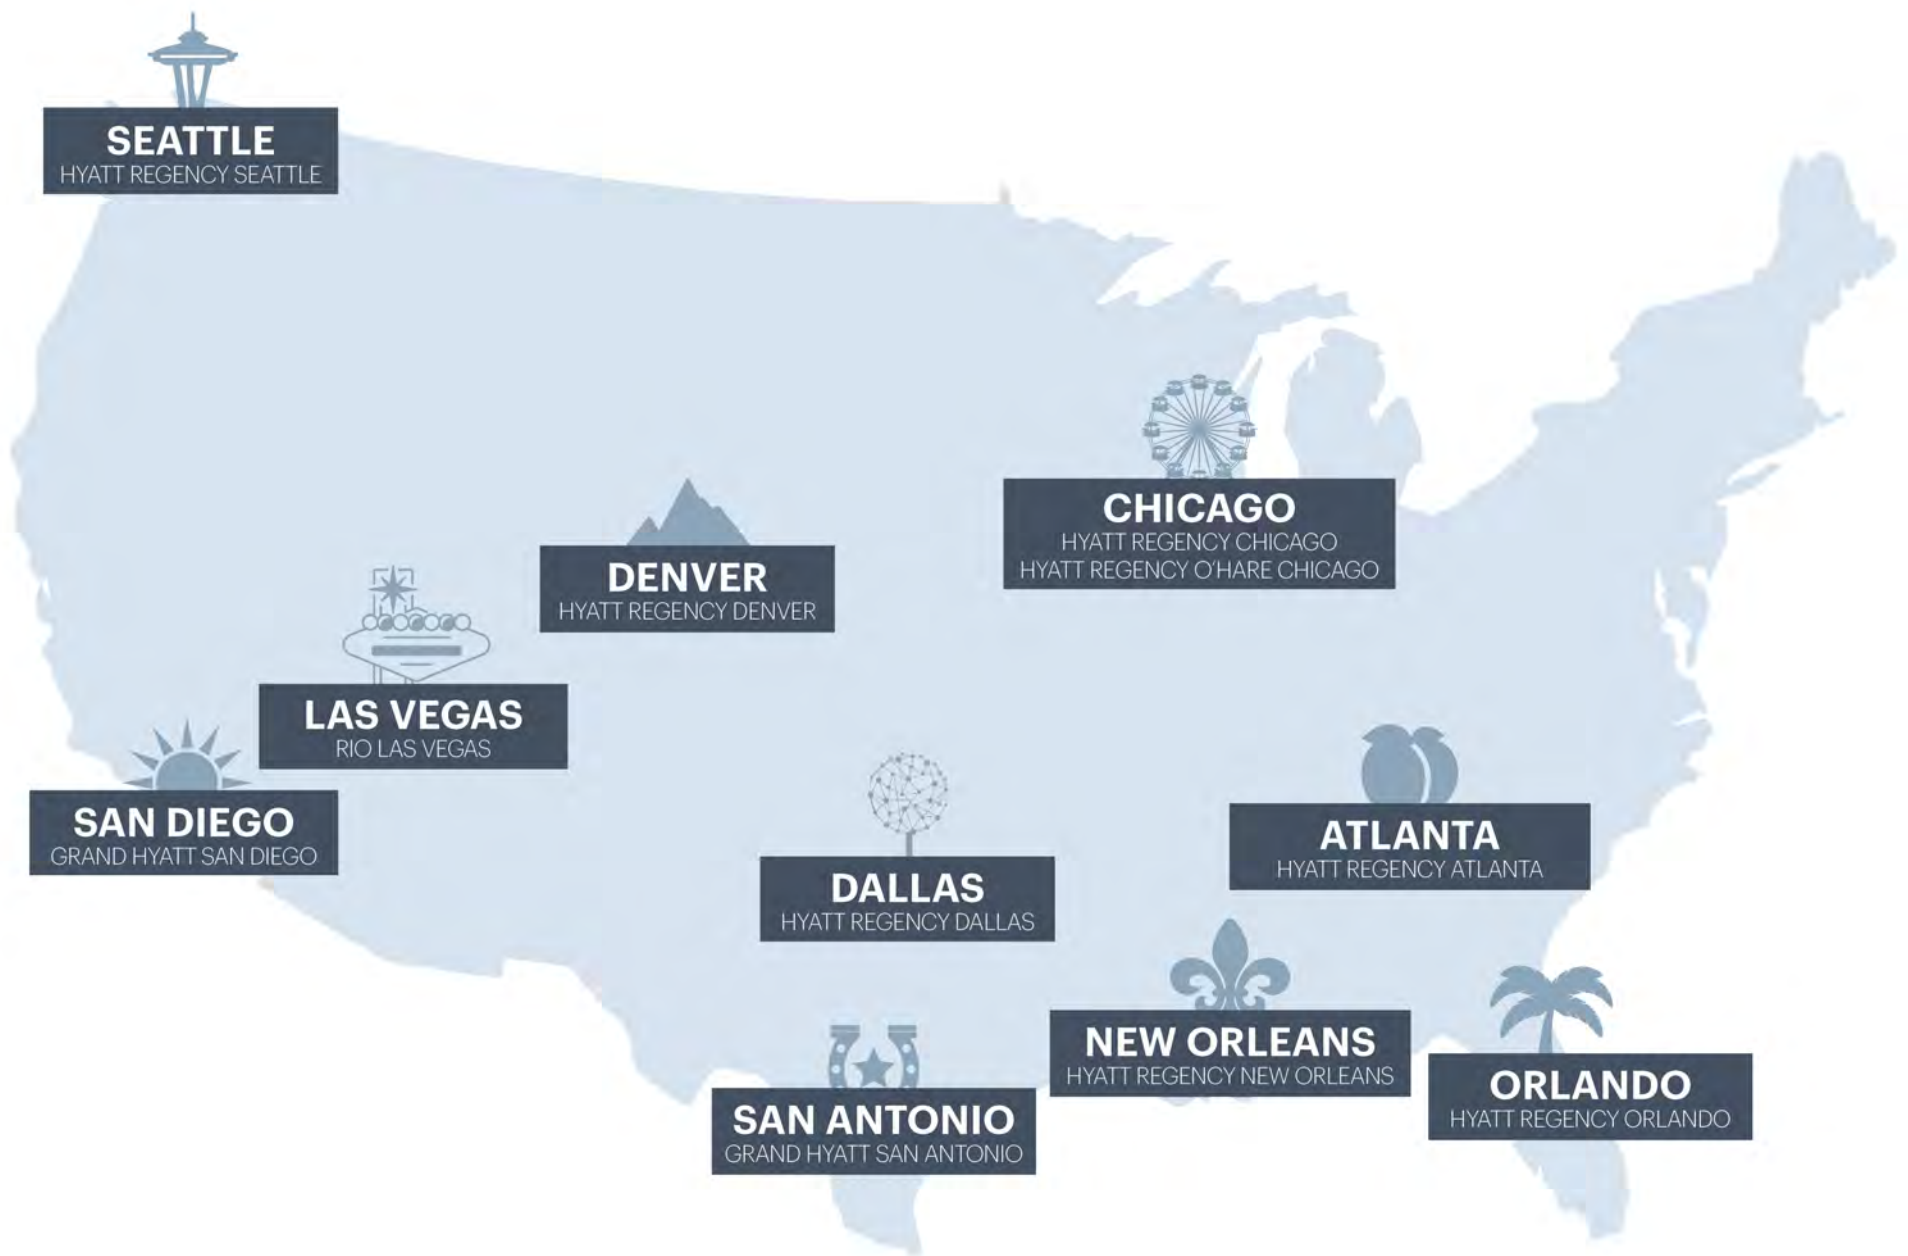 SEATTLE
HYATT REGENCY SEATTLE
CHICAGO
HYATT REGENCY CHICAGO
HYATT REGENCY O'HARE CHICAGO
DENVER
HYATT REGENCY DENVER
LAS VEGAS
RIO LAS VEGAS
SAN DIEGO
GRAND HYATT SAN DIEGO
ATLANTA
HYATT REGENCY ATLANTA
DALLAS
HYATT REGENCY DALLAS
NEW ORLEANS
HYATT REGENCY NEW ORLEANS
ORLANDO
HYATT REGENCY ORLANDO
SAN ANTONIO
GRAND HYATT SAN ANTONIO